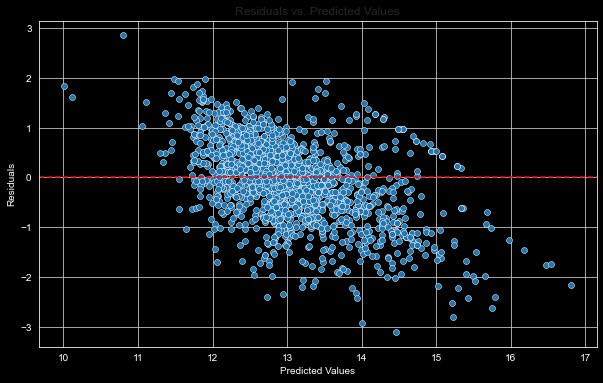 Residuals vs. Predicted Values
Residuals
3
2
1
0
−1
−2
−3
10 11 12 13 14 15 16 17
Predicted Values